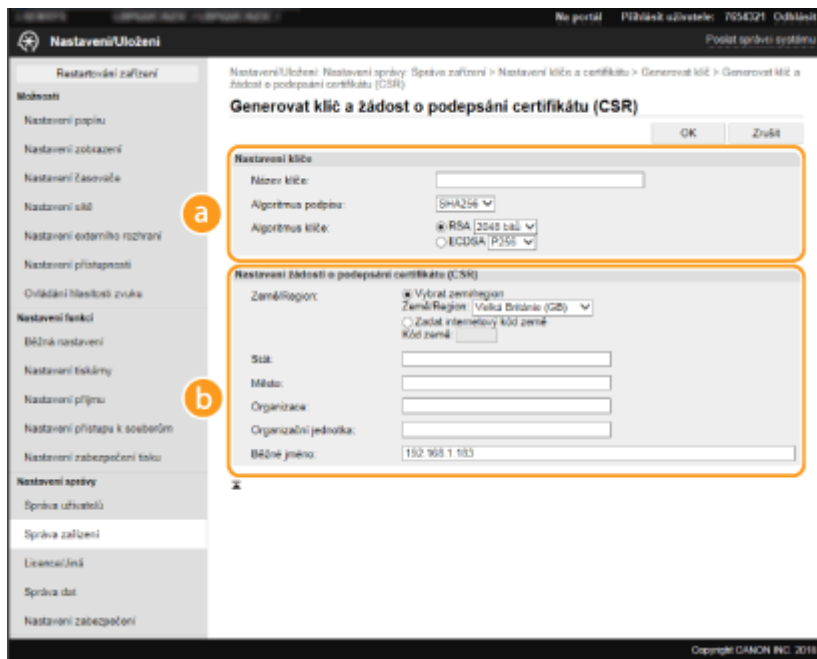 Na portál Přihlásit uživatele: 7654321 Odhlásit
Nastavení/Uložení Poslat správci systému
Restartování zařízení
Možnosti
Nastavení papíru
Nastavení zobrazení
Nastavení časovače
Nastavení sítě
Nastavení externího rozhraní
Nastavení přístupnosti
Ovládání hlasitosti zvuku
Nastavení funkcí
Běžná nastavení
Nastavení tiskárny
Nastavení příjmu
Nastavení přístupu k souborům
Nastavení zabezpečení tisku
Nastavení správy
Správa uživatelů
Správa zařízení
Licence/Jiná
Správa dat
Nastavení zabezpečení
Nastavení/Uložení: Nastavení správy: Správa zařízení > Nastavení klíče a certifikátu > Generovat klíč > Generovat klíč a
žádost o podepsání certifikátu (CSR)
Generovat klíč a žádost o podepsání certifikátu (CSR)
OK Zrušit
a
Nastavení klíče
Název klíče:
Algoritmus podpisu: SHA256
Algoritmus klíče: RSA 2048 bitů
ECDSA P256
b
Nastavení žádosti o podepsání certifikátu (CSR)
Země/Region: Vybrat zemi/region
Země/Region: Velká Británie (GB)
Zadat internetový kód země
Kód země:
Stát:
Město:
Organizace:
Organizační jednotka:
Běžné jméno: 192.168.1.183
Copyright CANON INC. 2018